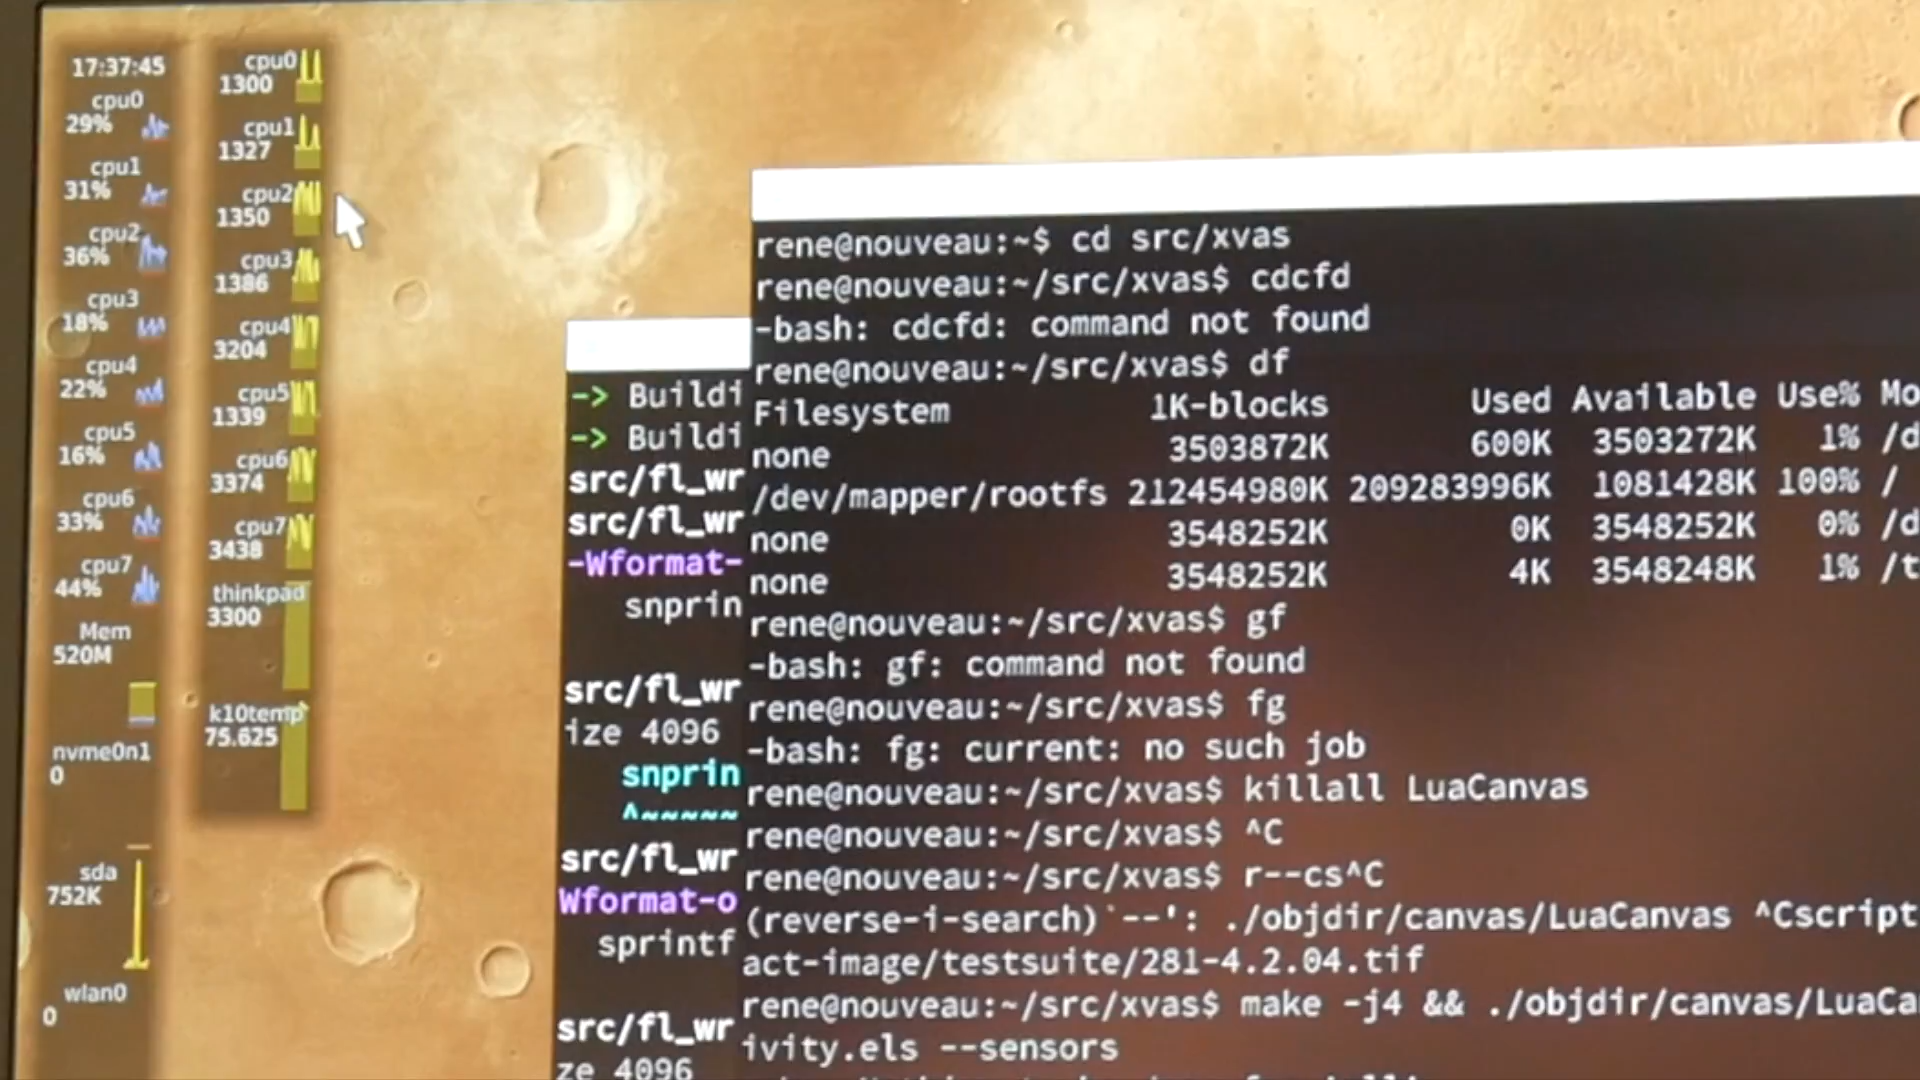 17:37:45
cpu0
29%
cpu1
31%
cpu2
36%
cpu3
18%
cpu4
22%
cpu5
16%
cpu6
33%
cpu7
44%
Mem
520M
nvme0n1
0
sda
752K
wlan0
0
cpu0
1300
cpu1
1327
cpu2
1350
cpu3
1386
cpu4
3204
cpu5
1339
cpu6
3374
cpu7
3438
thinkpad
3300
k10temp
75.625
-> Buildi
-> Buildi
src/fl_wr
src/fl_wr
-Wformat-
snprin
src/fl_wr
ize 4096
snprin
^~~~~~
src/fl_wr
Wformat-o
sprintf
src/fl_wr
ze 4096
rene@nouveau:~$ cd src/xvas
rene@nouveau:~/src/xvas$ cdcfd
-bash: cdcfd: command not found
rene@nouveau:~/src/xvas$ df
Filesystem 1K-blocks Used Available Use% Mo
none 3503872K 600K 3503272K 1% /d
/dev/mapper/rootfs 212454980K 209283996K 1081428K 100% /
none 3548252K 0K 3548252K 0% /d
none 3548252K 4K 3548248K 1% /t
rene@nouveau:~/src/xvas$ gf
-bash: gf: command not found
rene@nouveau:~/src/xvas$ fg
-bash: fg: current: no such job
rene@nouveau:~/src/xvas$ killall LuaCanvas
rene@nouveau:~/src/xvas$ ^C
rene@nouveau:~/src/xvas$ r--cs^C
(reverse-i-search)`--': ./objdir/canvas/LuaCanvas ^Cscript
act-image/testsuite/281-4.2.04.tif
rene@nouveau:~/src/xvas$ make -j4 && ./objdir/canvas/LuaCa
ivity.els --sensors